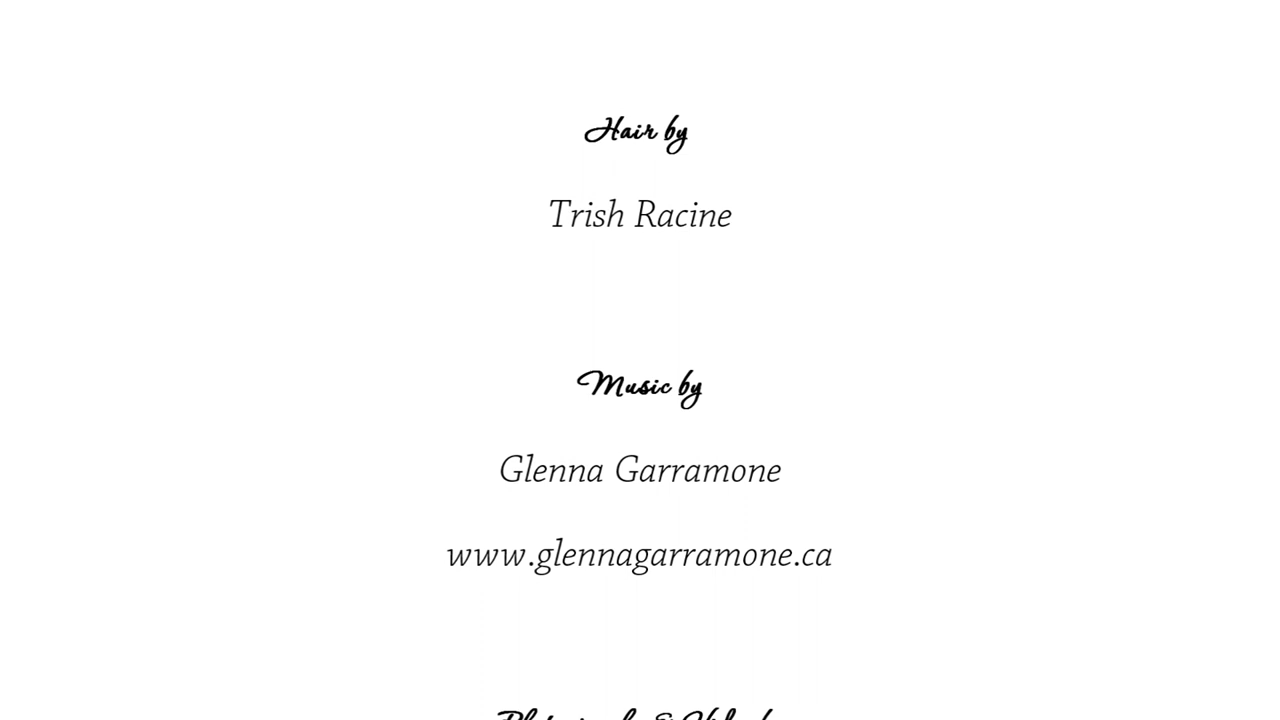 Hair by
Trish Racine
Music by
Glenna Garramone
www.glennagarramone.ca